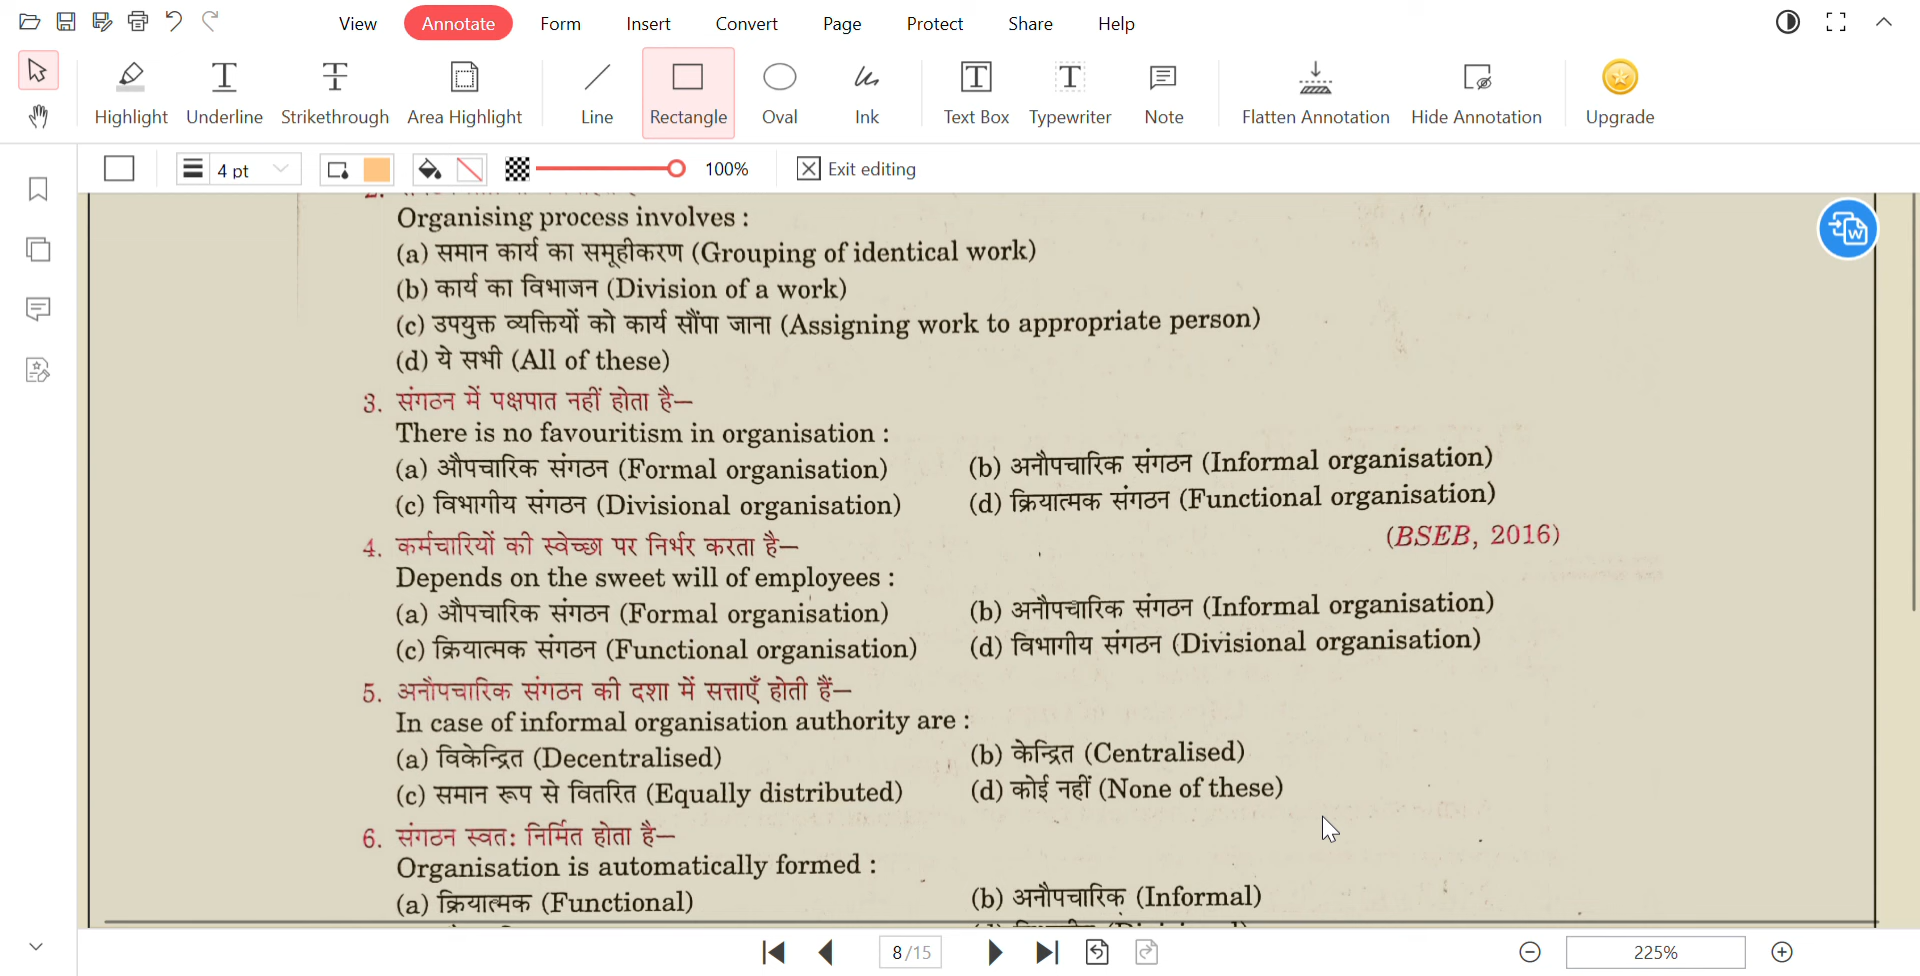 View Annotate Form Insert Convert Page Protect Share Help
Highlight Underline Strikethrough Area Highlight Line Rectangle Oval Ink Text Box Typewriter Note Flatten Annotation Hide Annotation Upgrade
4 pt 100% Exit editing
2.
Organising process involves :
(a) समान कार्य का समूहीकरण (Grouping of identical work)
(b) कार्य का विभाजन (Division of a work)
(c) उपयुक्त व्यक्तियों को कार्य सौंपा जाना (Assigning work to appropriate person)
(d) ये सभी (All of these)
3. संगठन में पक्षपात नहीं होता है—
There is no favouritism in organisation :
(a) औपचारिक संगठन (Formal organisation) (b) अनौपचारिक संगठन (Informal organisation)
(c) विभागीय संगठन (Divisional organisation) (d) क्रियात्मक संगठन (Functional organisation)
(BSEB, 2016)
4. कर्मचारियों की स्वेच्छा पर निर्भर करता है—
Depends on the sweet will of employees :
(a) औपचारिक संगठन (Formal organisation) (b) अनौपचारिक संगठन (Informal organisation)
(c) क्रियात्मक संगठन (Functional organisation) (d) विभागीय संगठन (Divisional organisation)
5. अनौपचारिक संगठन की दशा में सत्ताएँ होती हैं—
In case of informal organisation authority are :
(a) विकेन्द्रित (Decentralised) (b) केन्द्रित (Centralised)
(c) समान रूप से वितरित (Equally distributed) (d) कोई नहीं (None of these)
6. संगठन स्वत: निर्मित होता है—
Organisation is automatically formed :
(a) क्रियात्मक (Functional) (b) अनौपचारिक (Informal)
8 /15 225%